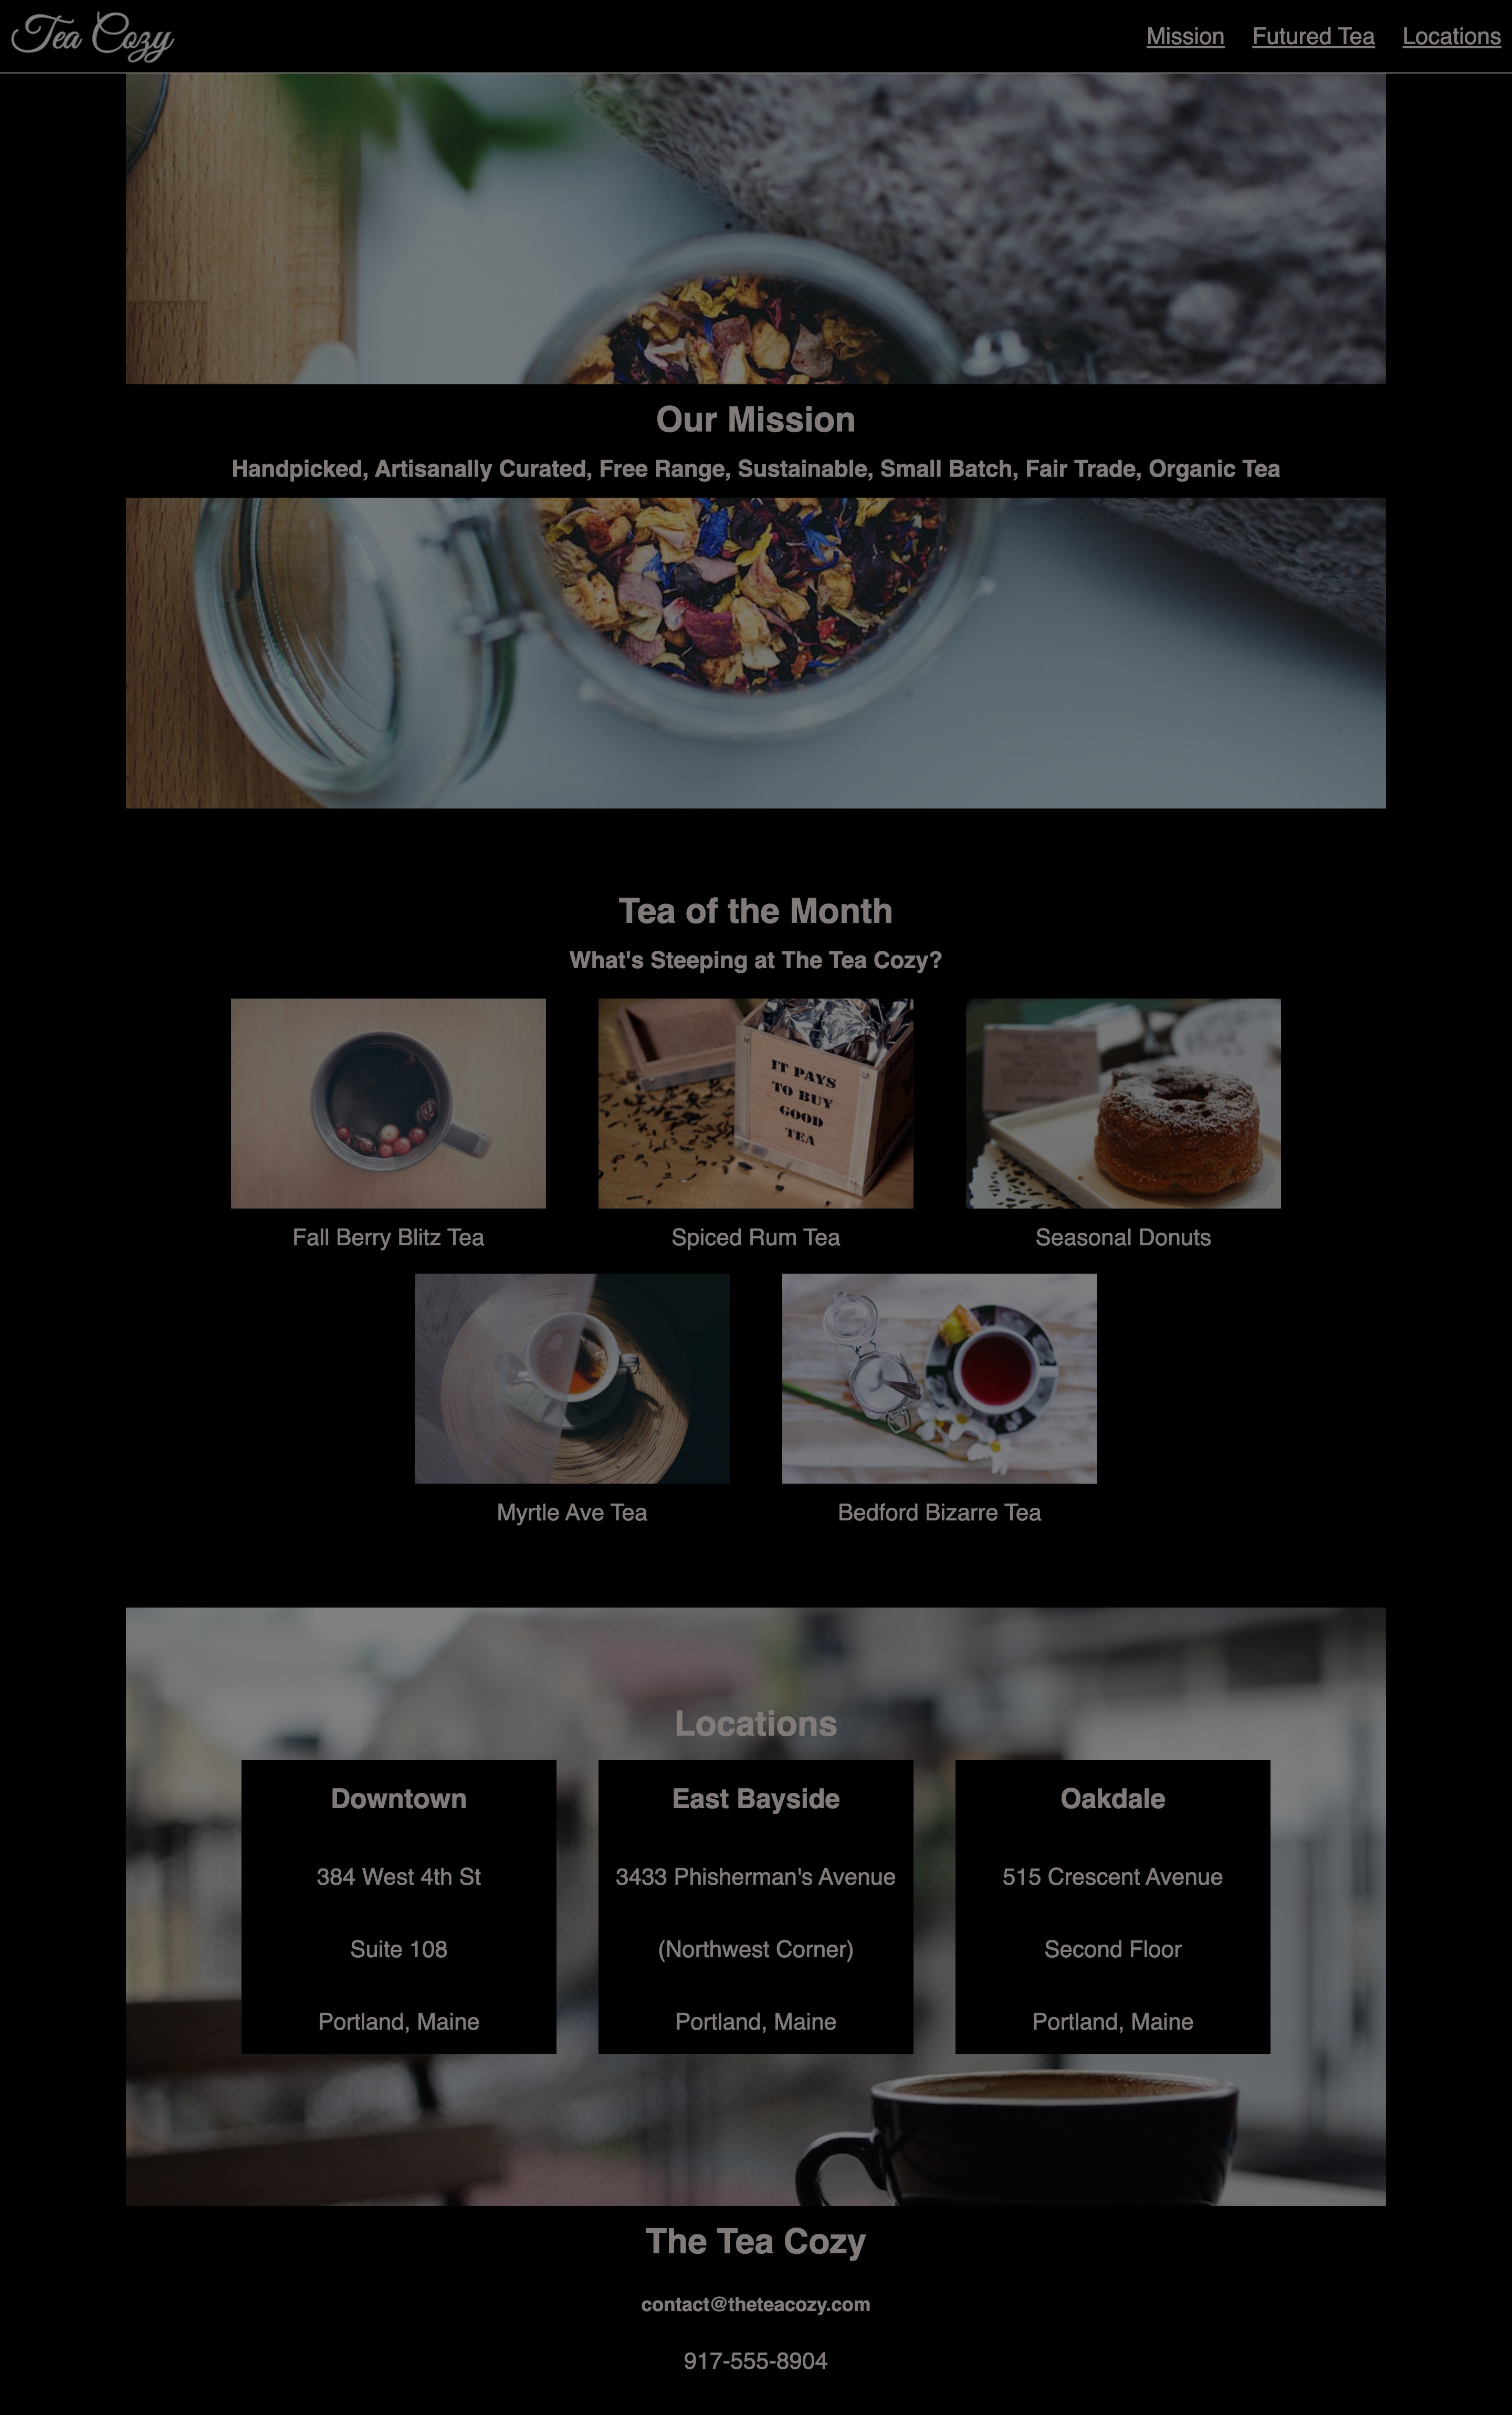 Tea Cozy
Mission Futured Tea Locations
Our Mission
Handpicked, Artisanally Curated, Free Range, Sustainable, Small Batch, Fair Trade, Organic Tea
Tea of the Month
What's Steeping at The Tea Cozy?
IT PAYS
TO BUY
GOOD
TEA
Fall Berry Blitz Tea
Spiced Rum Tea
Seasonal Donuts
Myrtle Ave Tea
Bedford Bizarre Tea
Locations
Downtown
384 West 4th St
Suite 108
Portland, Maine
East Bayside
3433 Phisherman's Avenue
(Northwest Corner)
Portland, Maine
Oakdale
515 Crescent Avenue
Second Floor
Portland, Maine
The Tea Cozy
contact@theteacozy.com
917-555-8904